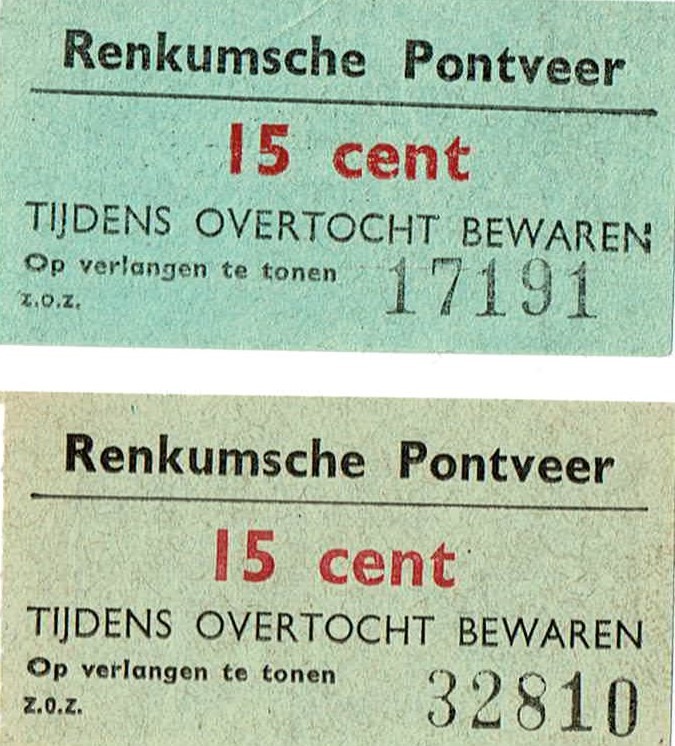 Renkumsche Pontveer
15 cent
TIJDENS OVERTOCHT BEWAREN
Op verlangen te tonen
z.o.z.
17191
Renkumsche Pontveer
15 cent
TIJDENS OVERTOCHT BEWAREN
Op verlangen te tonen
z.o.z.
32810